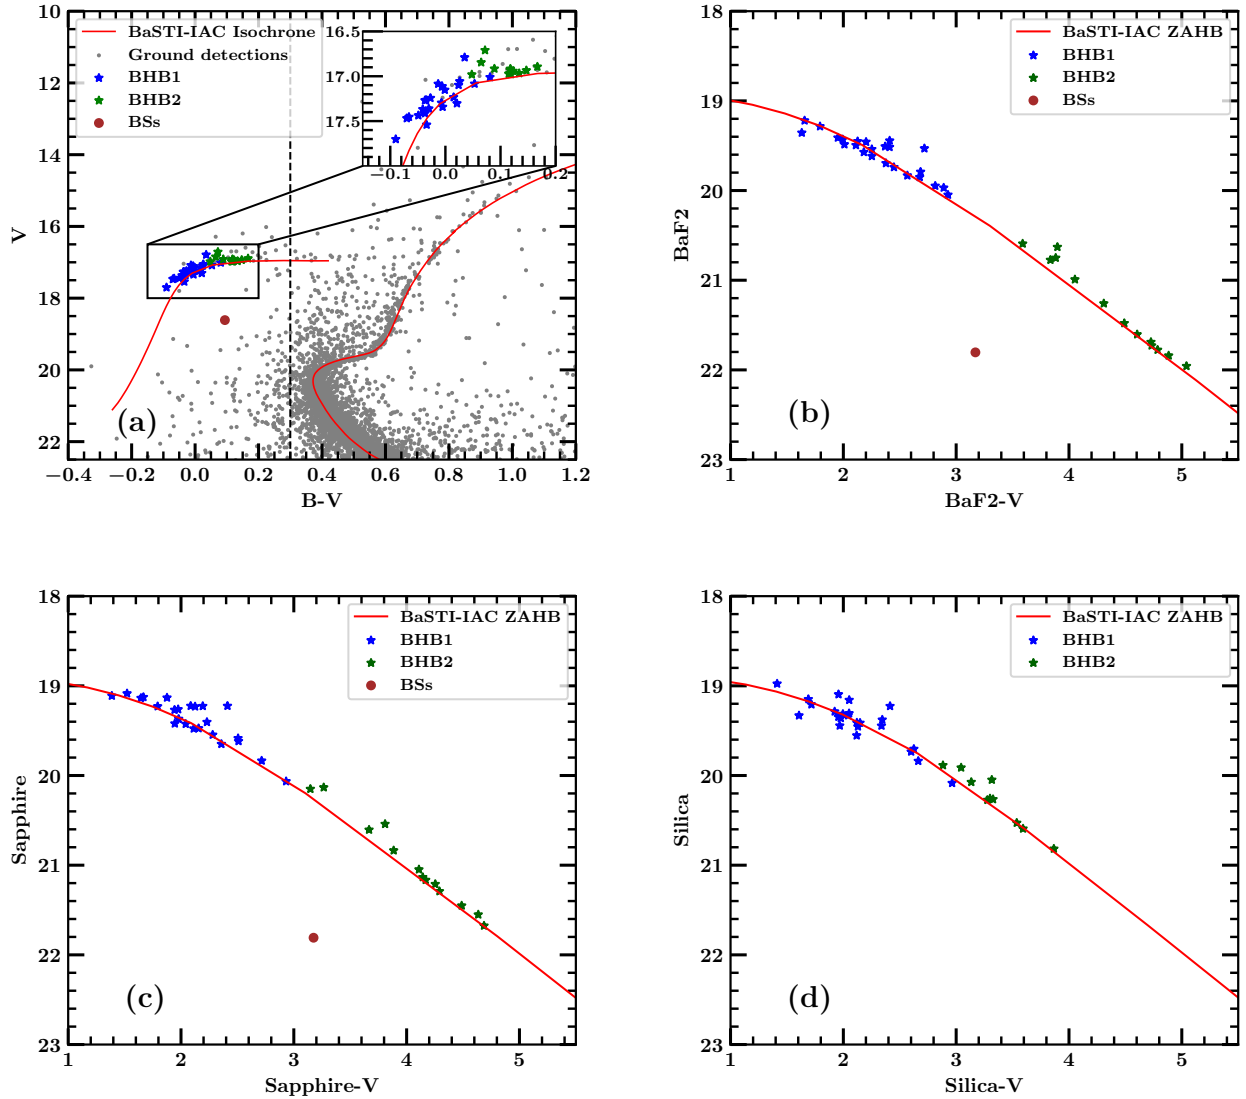 10
12
14
16
18
20
22
V
−0.4
−0.2
0.0
0.2
0.4
0.6
0.8
1.0
1.2
B-V
BaSTI-IAC Isochrone
Ground detections
BHB1
BHB2
BSs
16.5
17.0
17.5
−0.1
0.0
0.1
0.2
(a)
18
19
20
21
22
23
BaF2
1
2
3
4
5
BaF2-V
BaSTI-IAC ZAHB
BHB1
BHB2
BSs
(b)
18
19
20
21
22
23
Sapphire
1
2
3
4
5
Sapphire-V
BaSTI-IAC ZAHB
BHB1
BHB2
BSs
(c)
18
19
20
21
22
23
Silica
1
2
3
4
5
Silica-V
BaSTI-IAC ZAHB
BHB1
BHB2
(d)